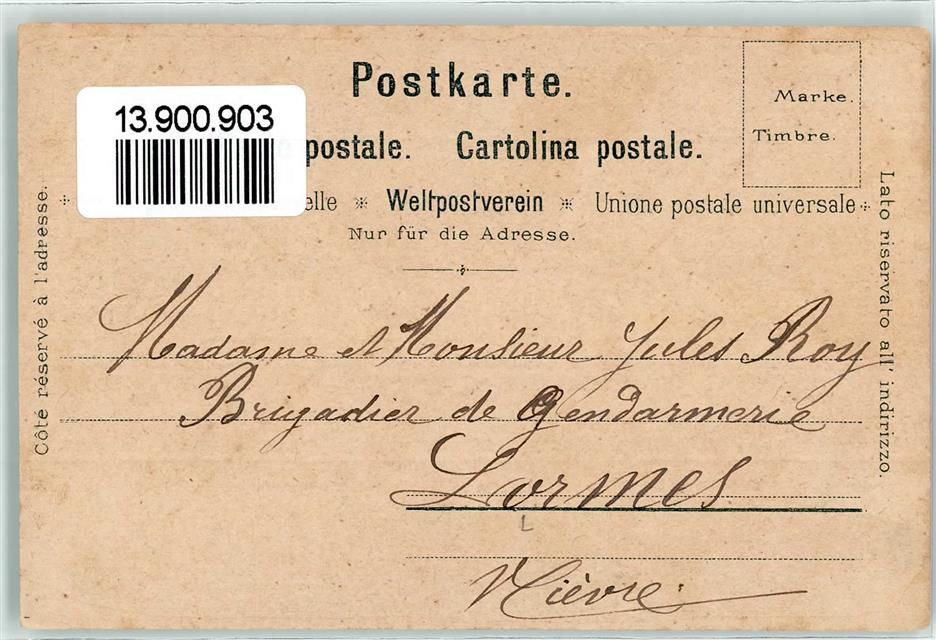 Postkarte.
Marke.
Timbre.
13.900.903
postale. Cartolina postale.
elle * Weltpostverein * Unione postale universale
Nur für die Adresse.
Côté réservé à l'adresse.
Lato riservato all' indirizzo.
Madame et Monsieur Jules Roy
Brigadier de Gendarmerie
Lormes
L
Nièvre